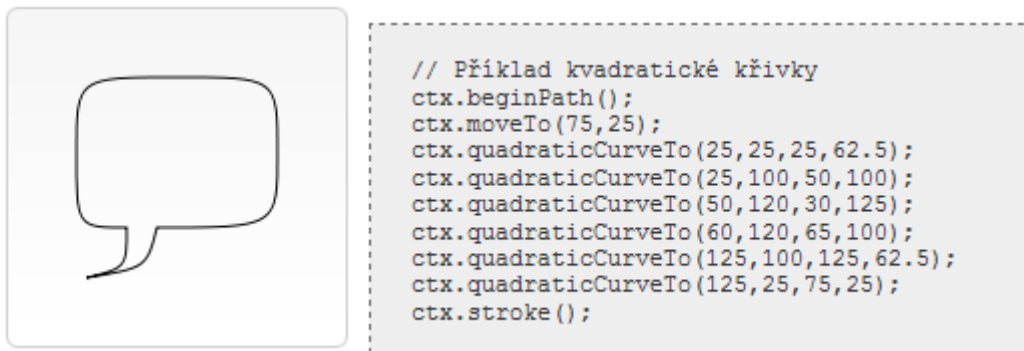 // Příklad kvadratické křivky
ctx.beginPath();
ctx.moveTo(75,25);
ctx.quadraticCurveTo(25,25,25,62.5);
ctx.quadraticCurveTo(25,100,50,100);
ctx.quadraticCurveTo(50,120,30,125);
ctx.quadraticCurveTo(60,120,65,100);
ctx.quadraticCurveTo(125,100,125,62.5);
ctx.quadraticCurveTo(125,25,75,25);
ctx.stroke();